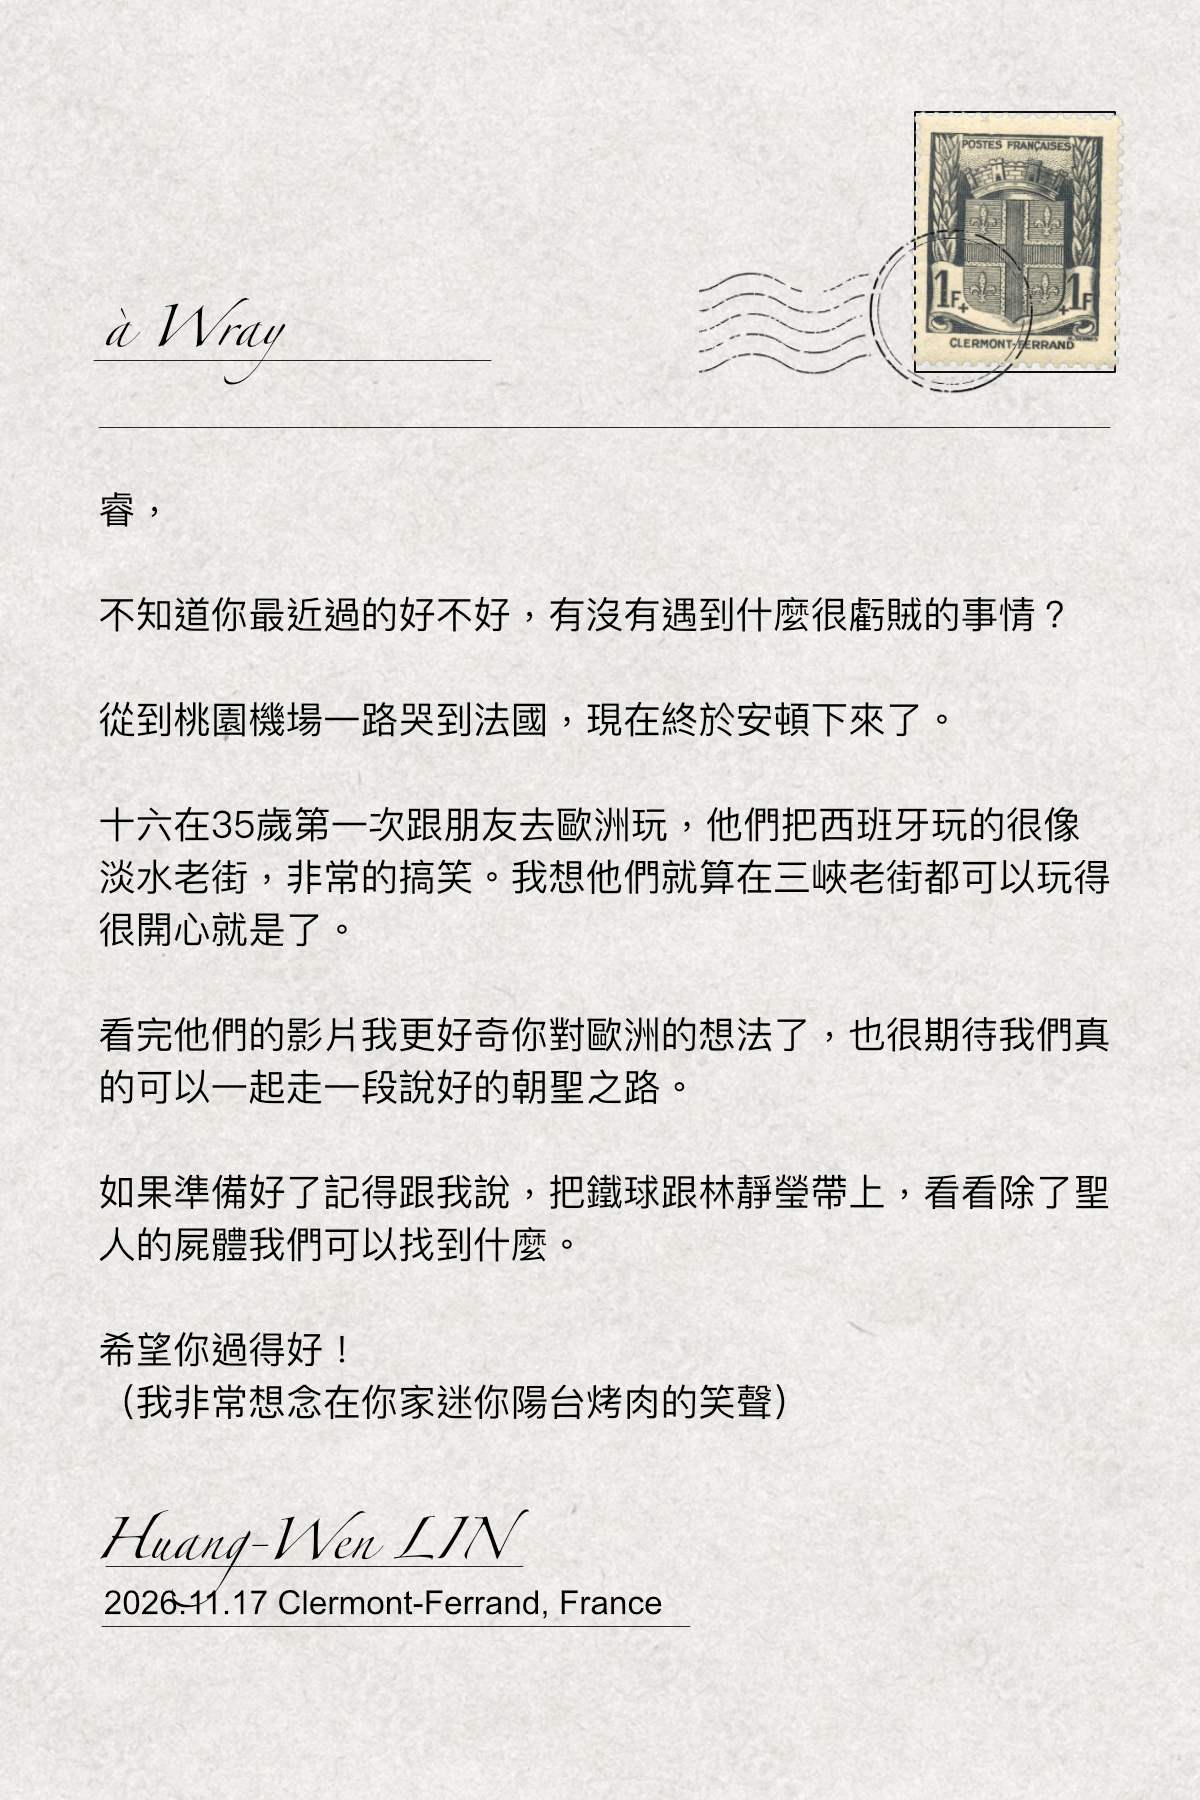 POSTES FRANÇAISES
1F+ +1F
CLERMONT-FERRAND
à Wray
睿，
不知道你最近過的好不好，有沒有遇到什麼很虧賊的事情？
從到桃園機場一路哭到法國，現在終於安頓下來了。
十六在35歲第一次跟朋友去歐洲玩，他們把西班牙玩的很像
淡水老街，非常的搞笑。我想他們就算在三峽老街都可以玩得
很開心就是了。
看完他們的影片我更好奇你對歐洲的想法了，也很期待我們真
的可以一起走一段說好的朝聖之路。
如果準備好了記得跟我說，把鐵球跟林靜瑩帶上，看看除了聖
人的屍體我們可以找到什麼。
希望你過得好！
（我非常想念在你家迷你陽台烤肉的笑聲）
Huang-Wen LIN
2026.11.17 Clermont-Ferrand, France